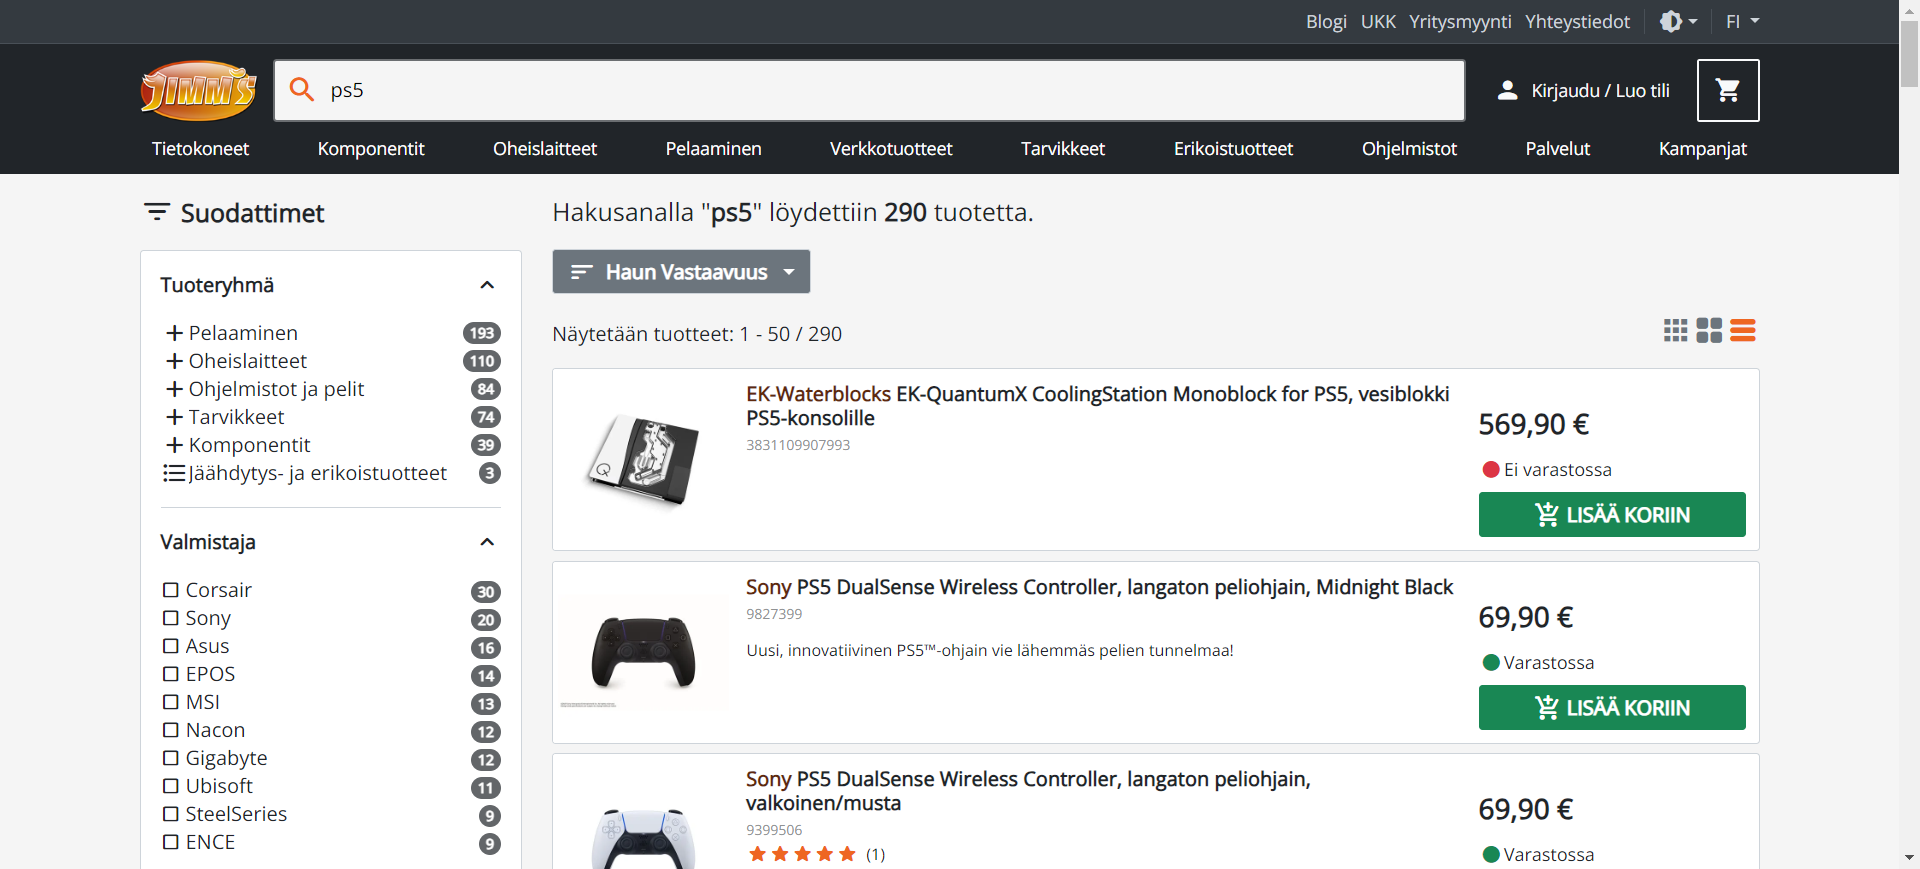 Blogi UKK Yritysmyynti Yhteystiedot FI
JIMM'S
ps5
Kirjaudu / Luo tili
Tietokoneet Komponentit Oheislaitteet Pelaaminen Verkkotuotteet Tarvikkeet Erikoistuotteet Ohjelmistot Palvelut Kampanjat
Suodattimet
Tuoteryhmä
Pelaaminen 193
Oheislaitteet 110
Ohjelmistot ja pelit 84
Tarvikkeet 74
Komponentit 39
Jäähdytys- ja erikoistuotteet 3
Valmistaja
Corsair 30
Sony 20
Asus 16
EPOS 14
MSI 13
Nacon 12
Gigabyte 12
Ubisoft 11
SteelSeries 9
ENCE 9
Hakusanalla "ps5" löydettiin 290 tuotetta.
Haun Vastaavuus
Näytetään tuotteet: 1 - 50 / 290
EK-Waterblocks EK-QuantumX CoolingStation Monoblock for PS5, vesiblokki
PS5-konsolille
3831109907993
569,90 €
Ei varastossa
LISÄÄ KORIIN
Sony PS5 DualSense Wireless Controller, langaton peliohjain, Midnight Black
9827399
Uusi, innovatiivinen PS5™-ohjain vie lähemmäs pelien tunnelmaa!
69,90 €
Varastossa
LISÄÄ KORIIN
Sony PS5 DualSense Wireless Controller, langaton peliohjain,
valkoinen/musta
9399506
(1)
69,90 €
Varastossa